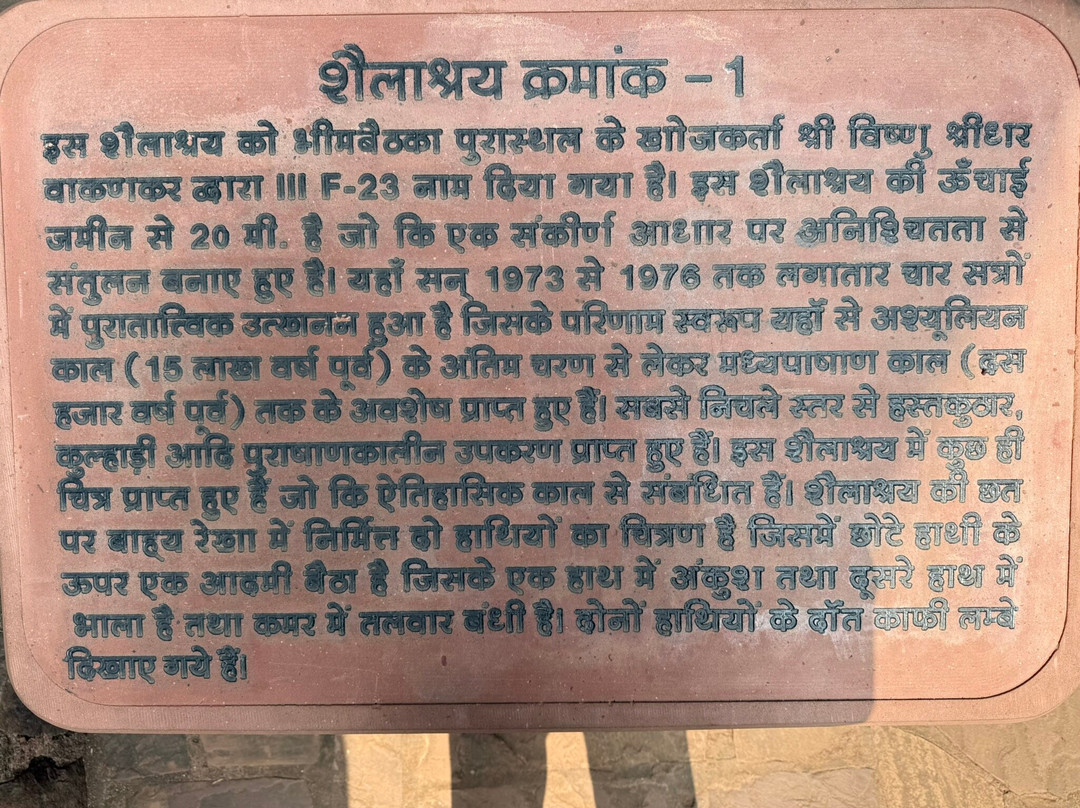 शैलाश्रय क्रमांक – 1
इस शैलाश्रय को भीमबैठका पुरास्थल के खोजकर्ता श्री विष्णु श्रीधर
वाकणकर द्वारा III F-23 नाम दिया गया है। इस शैलाश्रय की ऊँचाई
जमीन से 20 मी. है जो कि एक संकीर्ण आधार पर अनिश्चितता से
संतुलन बनाए हुए है। यहाँ सन् 1973 से 1976 तक लगातार चार सत्रों
में पुरातात्त्विक उत्खनन हुआ है जिसके परिणाम स्वरूप यहाँ से अश्यूलियन
काल (15 लाख वर्ष पूर्व) के अंतिम चरण से लेकर मध्यपाषाण काल (दस
हजार वर्ष पूर्व) तक के अवशेष प्राप्त हुए हैं। सबसे निचले स्तर से हस्तकुठार,
कुल्हाड़ी आदि पुराषाणकालीन उपकरण प्राप्त हुए हैं। इस शैलाश्रय में कुछ ही
चित्र प्राप्त हुए हैं जो कि ऐतिहासिक काल से संबंधित हैं। शैलाश्रय की छत
पर बाह्य रेखा में निर्मित दो हाथियों का चित्रण है जिसमें छोटे हाथी के
ऊपर एक आदमी बैठा है जिसके एक हाथ में अंकुश तथा दूसरे हाथ में
भाला है तथा कमर में तलवार बंधी है। दोनों हाथियों के दाँत काफी लम्बे
दिखाए गये हैं।